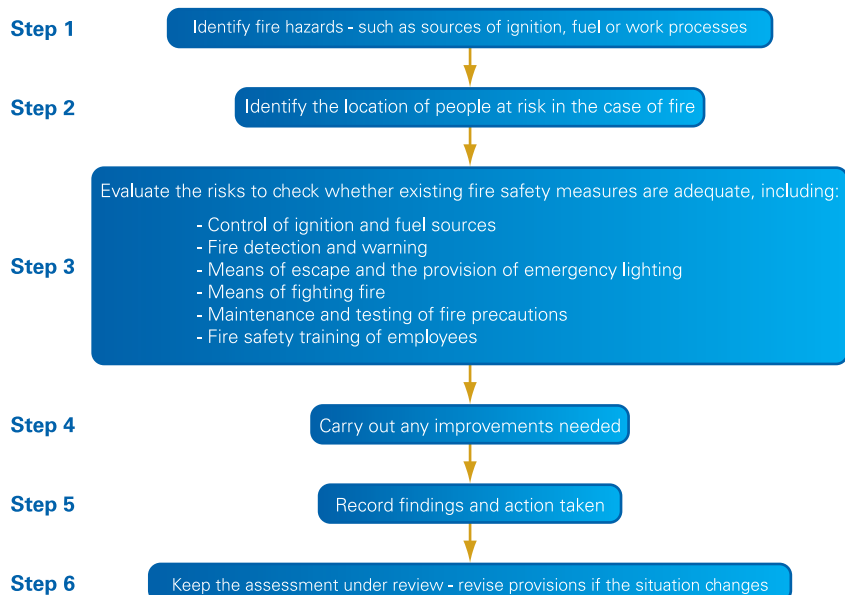 Step 1
Identify fire hazards - such as sources of ignition, fuel or work processes
Step 2
Identify the location of people at risk in the case of fire
Step 3
Evaluate the risks to check whether existing fire safety measures are adequate, including:
- Control of ignition and fuel sources
- Fire detection and warning
- Means of escape and the provision of emergency lighting
- Means of fighting fire
- Maintenance and testing of fire precautions
- Fire safety training of employees
Step 4
Carry out any improvements needed
Step 5
Record findings and action taken
Step 6
Keep the assessment under review - revise provisions if the situation changes